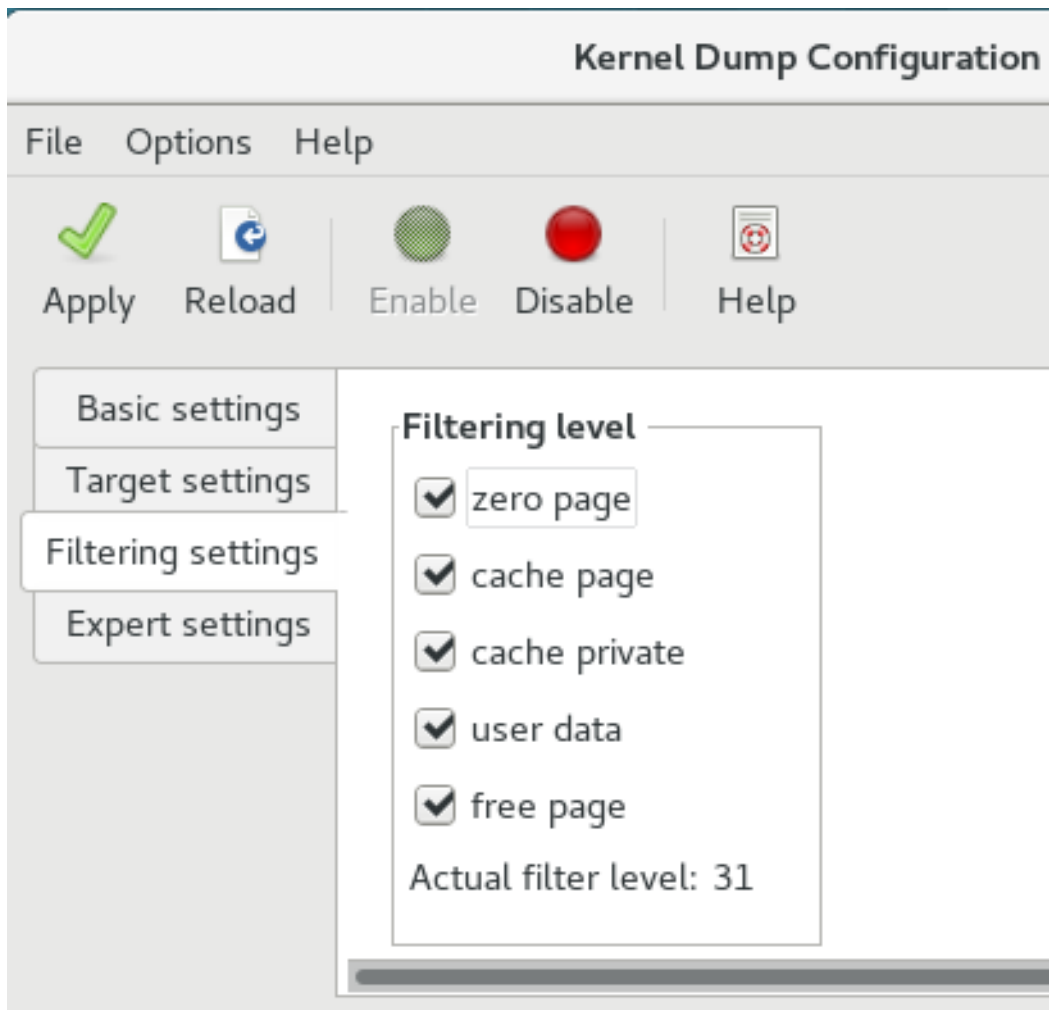 Kernel Dump Configuration
File Options Help
Apply Reload Enable Disable Help
Basic settings
Target settings
Filtering settings
Expert settings
Filtering level
zero page
cache page
cache private
user data
free page
Actual filter level: 31